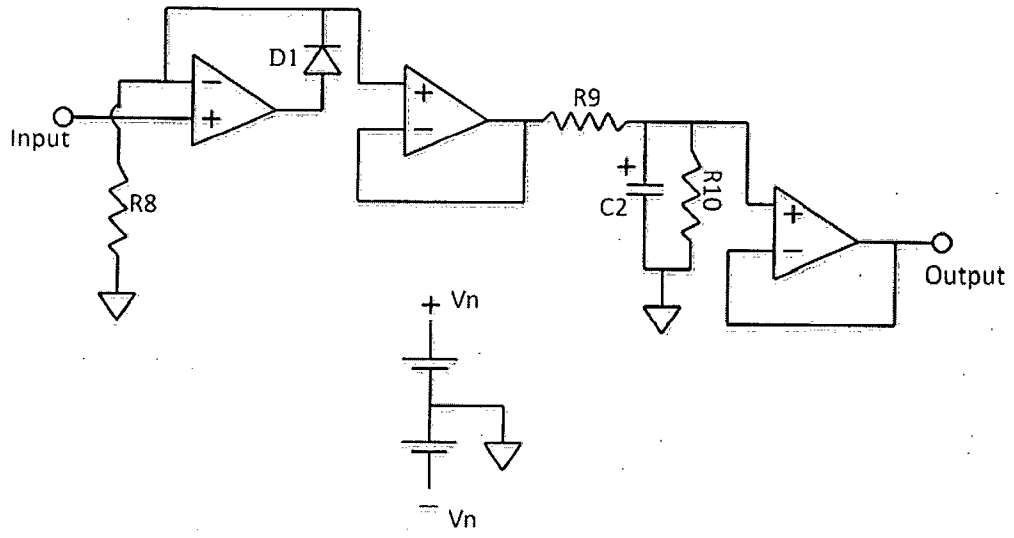 D1
Input
R8
R9
C2
R10
Output
+ Vn
− Vn